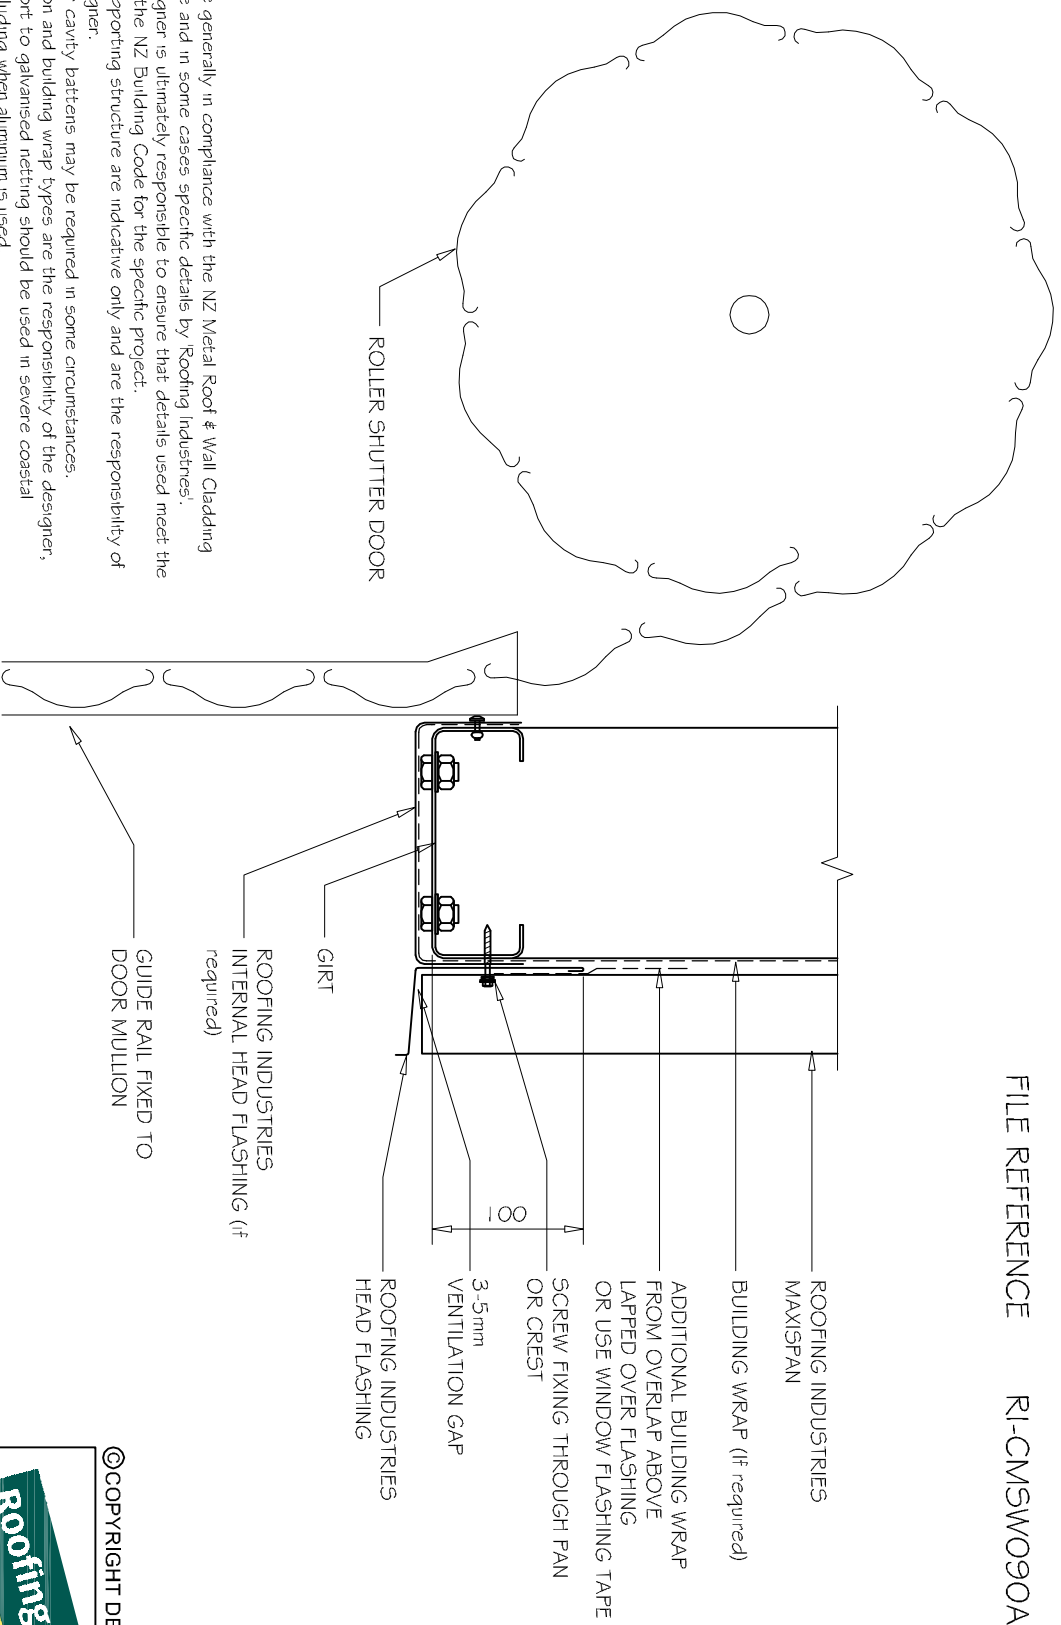 FILE REFERENCE RI-CMSW090A
ROOFING INDUSTRIES
MAXISPAN
BUILDING WRAP (If required)
ADDITIONAL BUILDING WRAP
FROM OVERLAP ABOVE
LAPPED OVER FLASHING
OR USE WINDOW FLASHING TAPE
SCREW FIXING THROUGH PAN
OR CREST
100
3-5mm
VENTILATION GAP
ROOFING INDUSTRIES
HEAD FLASHING
ROLLER SHUTTER DOOR
GIRT
ROOFING INDUSTRIES
INTERNAL HEAD FLASHING (If
required)
GUIDE RAIL FIXED TO
DOOR MULLION
generally in compliance with the NZ Metal Roof & Wall Cladding
and in some cases specific details by 'Roofing Industries'.
is ultimately responsible to ensure that details used meet the
the NZ Building Code for the specific project.
structure are indicative only and are the responsibility of
cavity battens may be required in some circumstances.
and building wrap types are the responsibility of the designer,
to galvanised netting should be used in severe coastal
when aluminium is used
©COPYRIGHT DE
Roofing